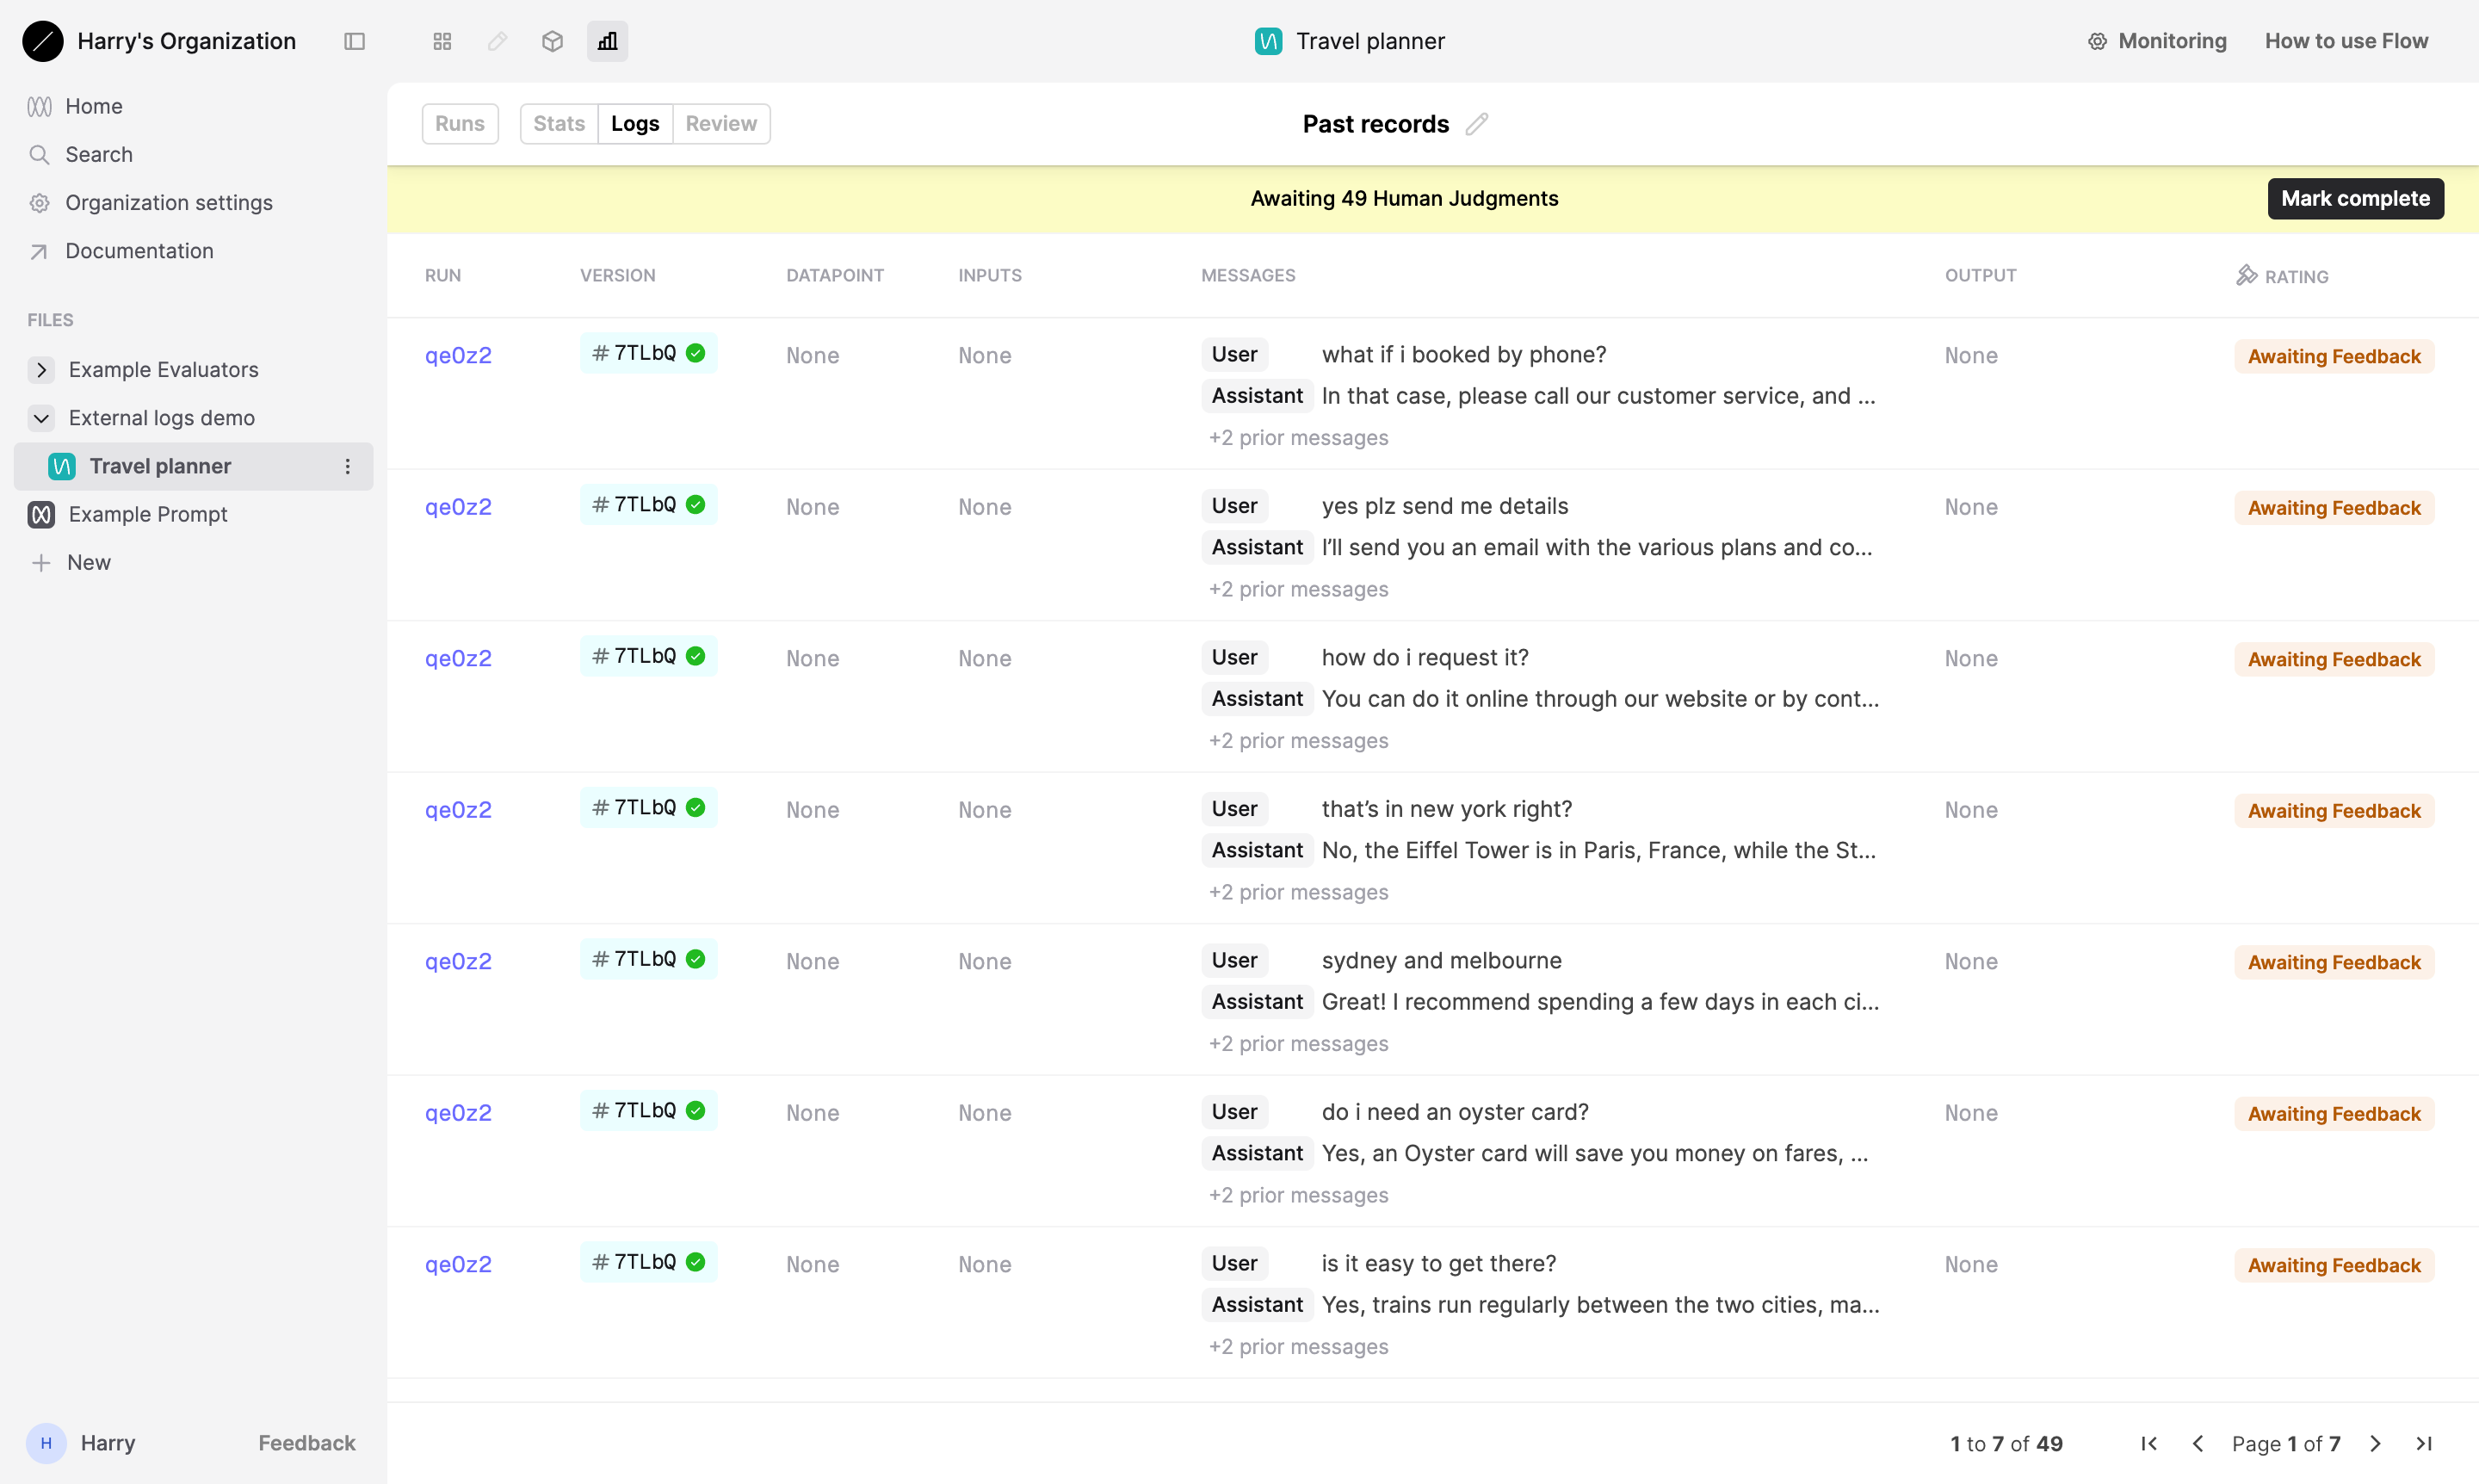 Harry's Organization
Travel planner
Monitoring
How to use Flow
Home
Search
Organization settings
Documentation
FILES
Example Evaluators
External logs demo
Travel planner
Example Prompt
New
Harry
H
Feedback
Runs
Stats
Logs
Review
Past records
Awaiting 49 Human Judgments
Mark complete
RUN VERSION DATAPOINT INPUTS MESSAGES OUTPUT RATING
qe0z2 # 7TLbQ None None User what if i booked by phone? None Awaiting Feedback
Assistant In that case, please call our customer service, and ...
+2 prior messages
qe0z2 # 7TLbQ None None User yes plz send me details None Awaiting Feedback
Assistant I’ll send you an email with the various plans and co...
+2 prior messages
qe0z2 # 7TLbQ None None User how do i request it? None Awaiting Feedback
Assistant You can do it online through our website or by cont...
+2 prior messages
qe0z2 # 7TLbQ None None User that’s in new york right? None Awaiting Feedback
Assistant No, the Eiffel Tower is in Paris, France, while the St...
+2 prior messages
qe0z2 # 7TLbQ None None User sydney and melbourne None Awaiting Feedback
Assistant Great! I recommend spending a few days in each ci...
+2 prior messages
qe0z2 # 7TLbQ None None User do i need an oyster card? None Awaiting Feedback
Assistant Yes, an Oyster card will save you money on fares, ...
+2 prior messages
qe0z2 # 7TLbQ None None User is it easy to get there? None Awaiting Feedback
Assistant Yes, trains run regularly between the two cities, ma...
+2 prior messages
1 to 7 of 49
Page 1 of 7